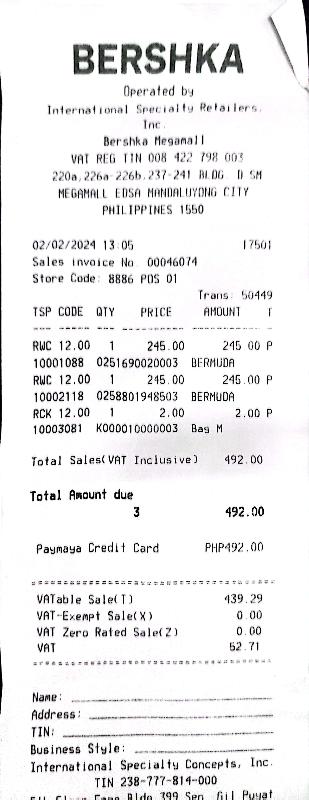 BERSHKA
Operated by
International Specialty Retailers,
Inc.
Bershka Megamall
VAT REG TIN 008 422 798 003
220a,226a-226b,237-241 BLDG. D SM
MEGAMALL EDSA MANDALUYONG CITY
PHILIPPINES 1550
02/02/2024 13:05 17501
Sales invoice No. 00046074
Store Code: 8886 POS 01
Trans: 50449
TSP CODE QTY PRICE AMOUNT T
RWC 12.00 1 245.00 245.00 P
10001088 0251690020003 BERMUDA
RWC 12.00 1 245.00 245.00 P
10002118 0258801948503 BERMUDA
RCK 12.00 1 2.00 2.00 P
10003081 K000010000003 Bag M
Total Sales(VAT Inclusive) 492.00
Total Amount due
3 492.00
Paymaya Credit Card PHP492.00
VATable Sale(T) 439.29
VAT-Exempt Sale(X) 0.00
VAT Zero Rated Sale(Z) 0.00
VAT 52.71
Name:
Address:
TIN:
Business Style:
International Specialty Concepts, Inc.
TIN 238-777-814-000
Bldg 399 Sen. Gil Puyat